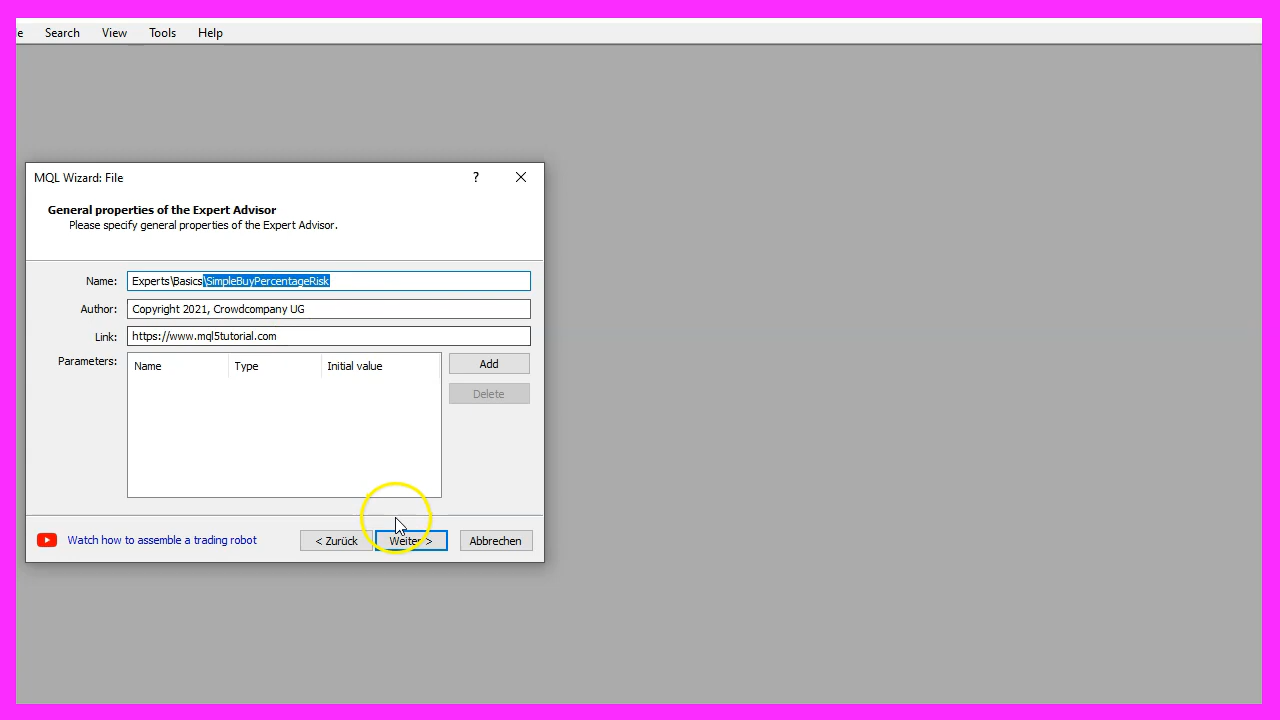 e Search View Tools Help
MQL Wizard: File ?
General properties of the Expert Advisor
Please specify general properties of the Expert Advisor.
Name: Experts\Basics\SimpleBuyPercentageRisk
Author: Copyright 2021, Crowdcompany UG
Link: https://www.mql5tutorial.com
Parameters: Name Type Initial value Add
Delete
Watch how to assemble a trading robot < Zurück Weiter > Abbrechen